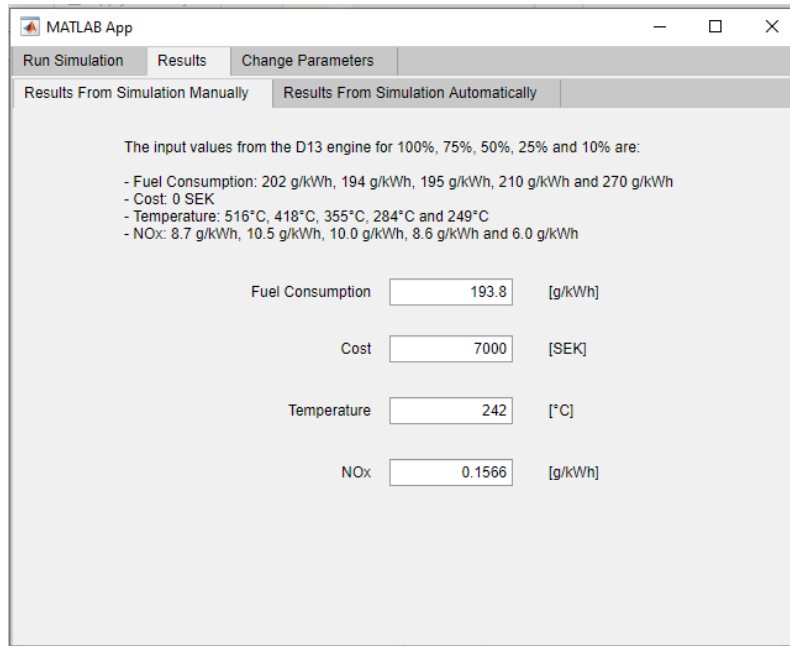 MATLAB App
Run Simulation Results Change Parameters
Results From Simulation Manually Results From Simulation Automatically
The input values from the D13 engine for 100%, 75%, 50%, 25% and 10% are:
- Fuel Consumption: 202 g/kWh, 194 g/kWh, 195 g/kWh, 210 g/kWh and 270 g/kWh
- Cost: 0 SEK
- Temperature: 516°C, 418°C, 355°C, 284°C and 249°C
- NOx: 8.7 g/kWh, 10.5 g/kWh, 10.0 g/kWh, 8.6 g/kWh and 6.0 g/kWh
Fuel Consumption 193.8 [g/kWh]
Cost 7000 [SEK]
Temperature 242 [°C]
NOx 0.1566 [g/kWh]